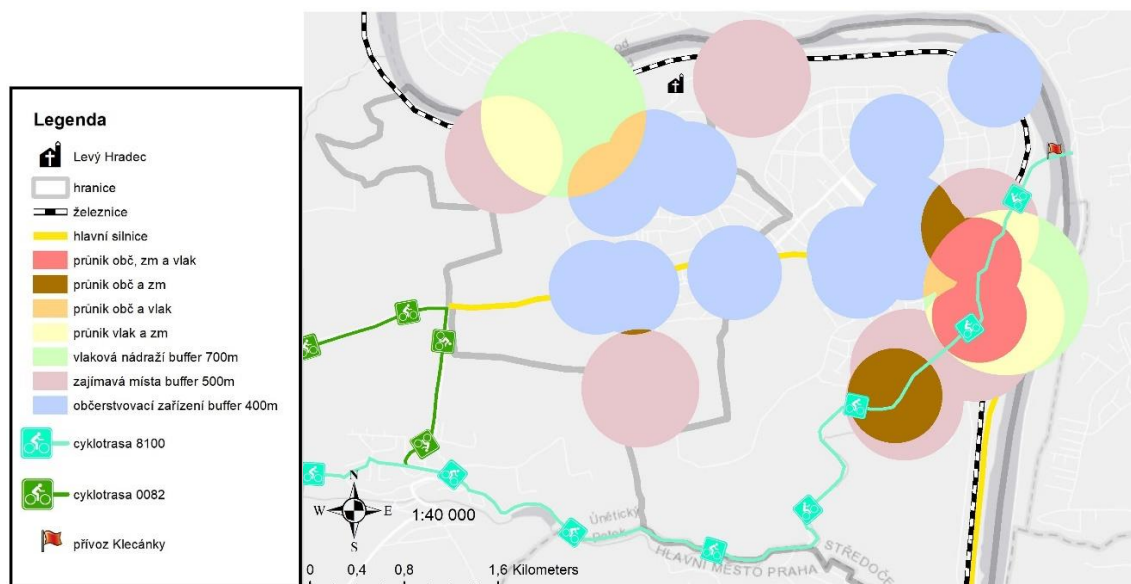 Legenda
Levý Hradec
hranice
železnice
hlavní silnice
průnik obč, zm a vlak
průnik obč a zm
průnik obč a vlak
průnik vlak a zm
vlaková nádraží buffer 700m
zajímavá místa buffer 500m
občerstvovací zařízení buffer 400m
cyklotrasa 8100
cyklotrasa 0082
přívoz Klecánky
N
W E
S
1:40 000
0 0,4 0,8 1,6 Kilometers
Únětický
potok
HLAVNÍ MĚSTO PRAHA
STŘEDOČE